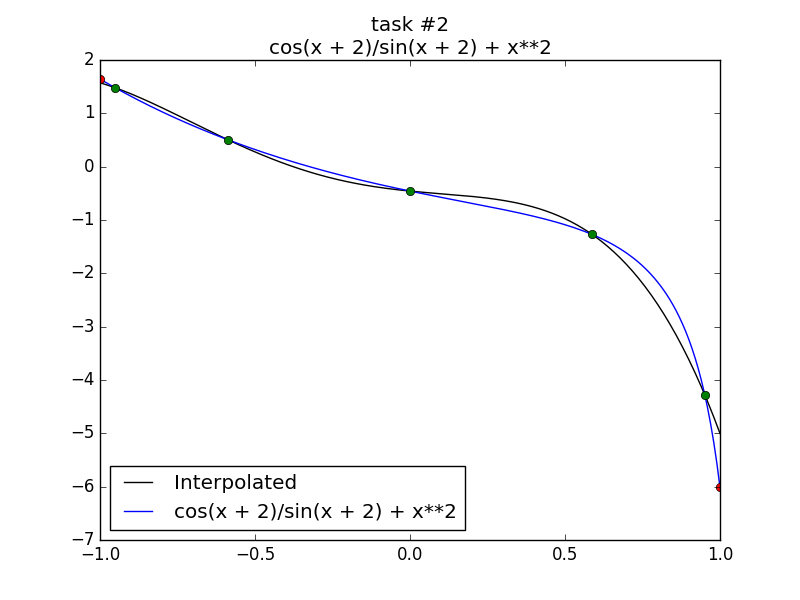 task #2
cos(x + 2)/sin(x + 2) + x**2
2
1
0
−1
−2
−3
−4
−5
−6
−7
Interpolated
cos(x + 2)/sin(x + 2) + x**2
−1.0 −0.5 0.0 0.5 1.0